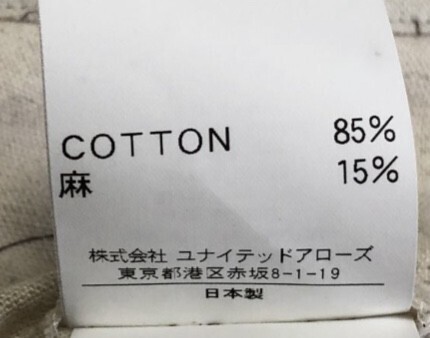 COTTON 85%
麻 15%
株式会社 ユナイテッドアローズ
東京都港区赤坂8-1-19
日本製